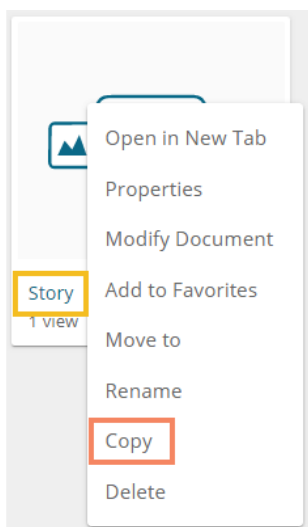 Story
1 view
Open in New Tab
Properties
Modify Document
Add to Favorites
Move to
Rename
Copy
Delete